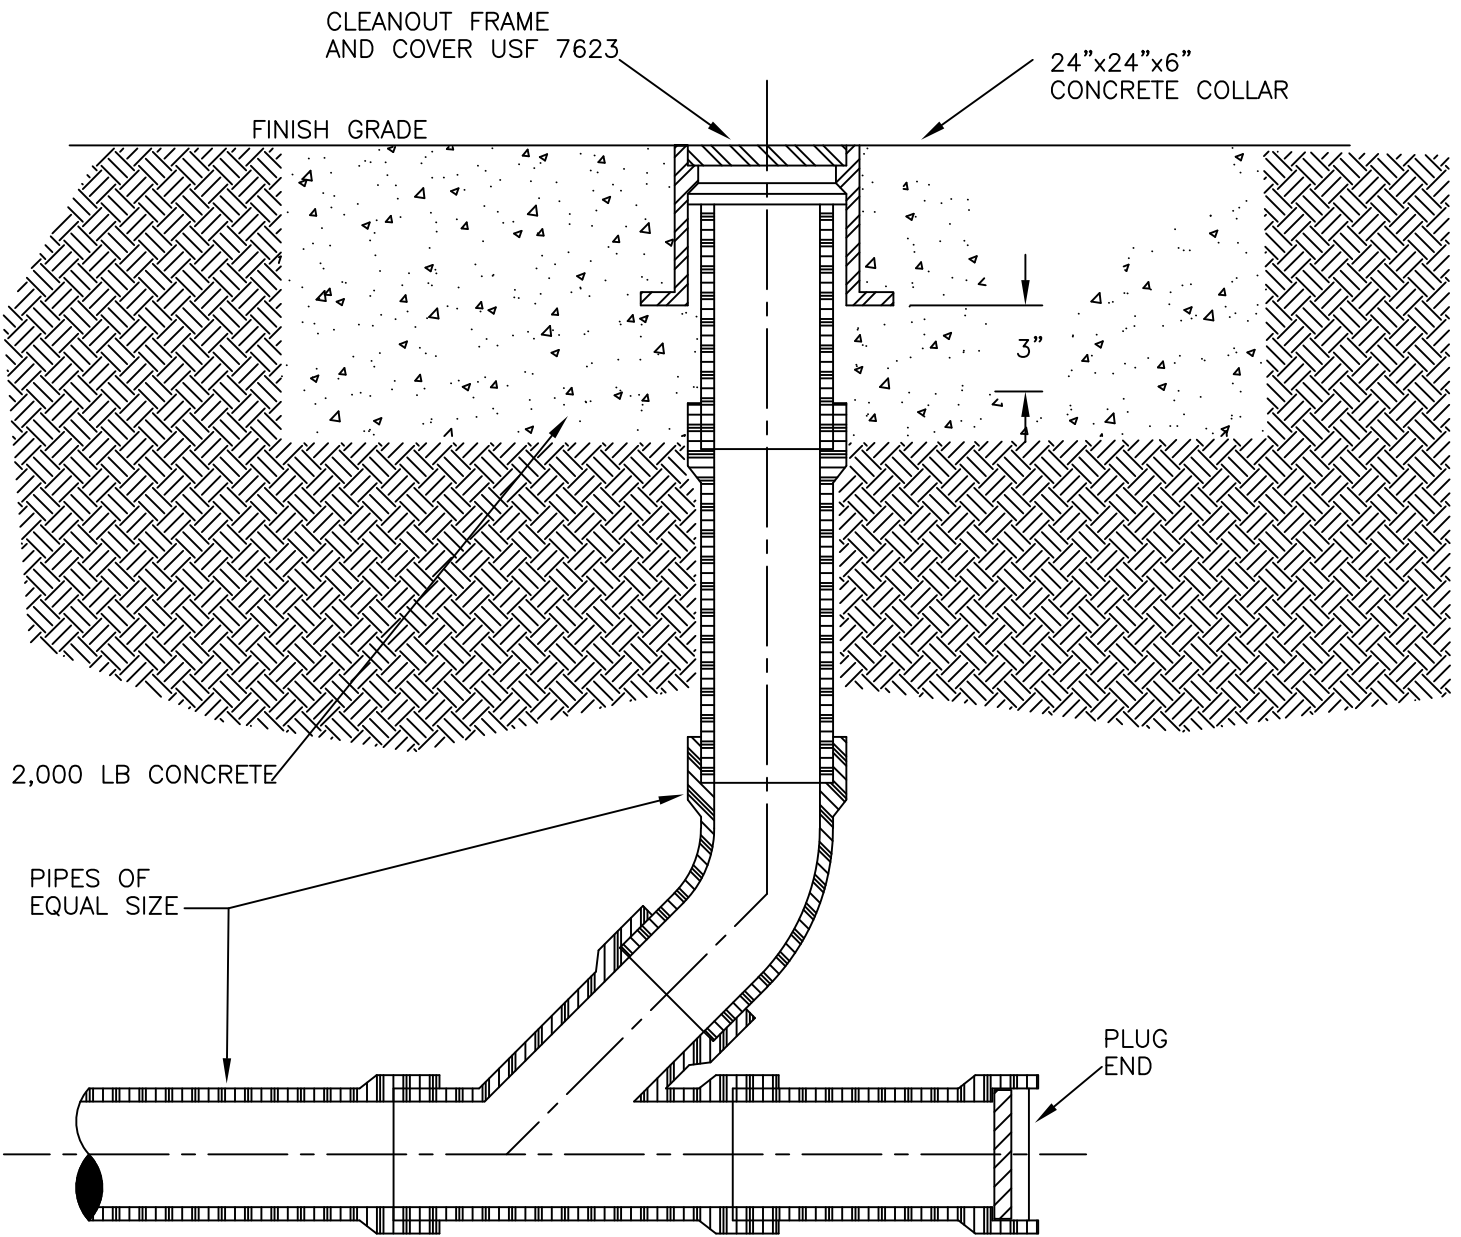 CLEANOUT FRAME
AND COVER USF 7623
24"x24"x6"
CONCRETE COLLAR
FINISH GRADE
3"
2,000 LB CONCRETE
PIPES OF
EQUAL SIZE
PLUG
END